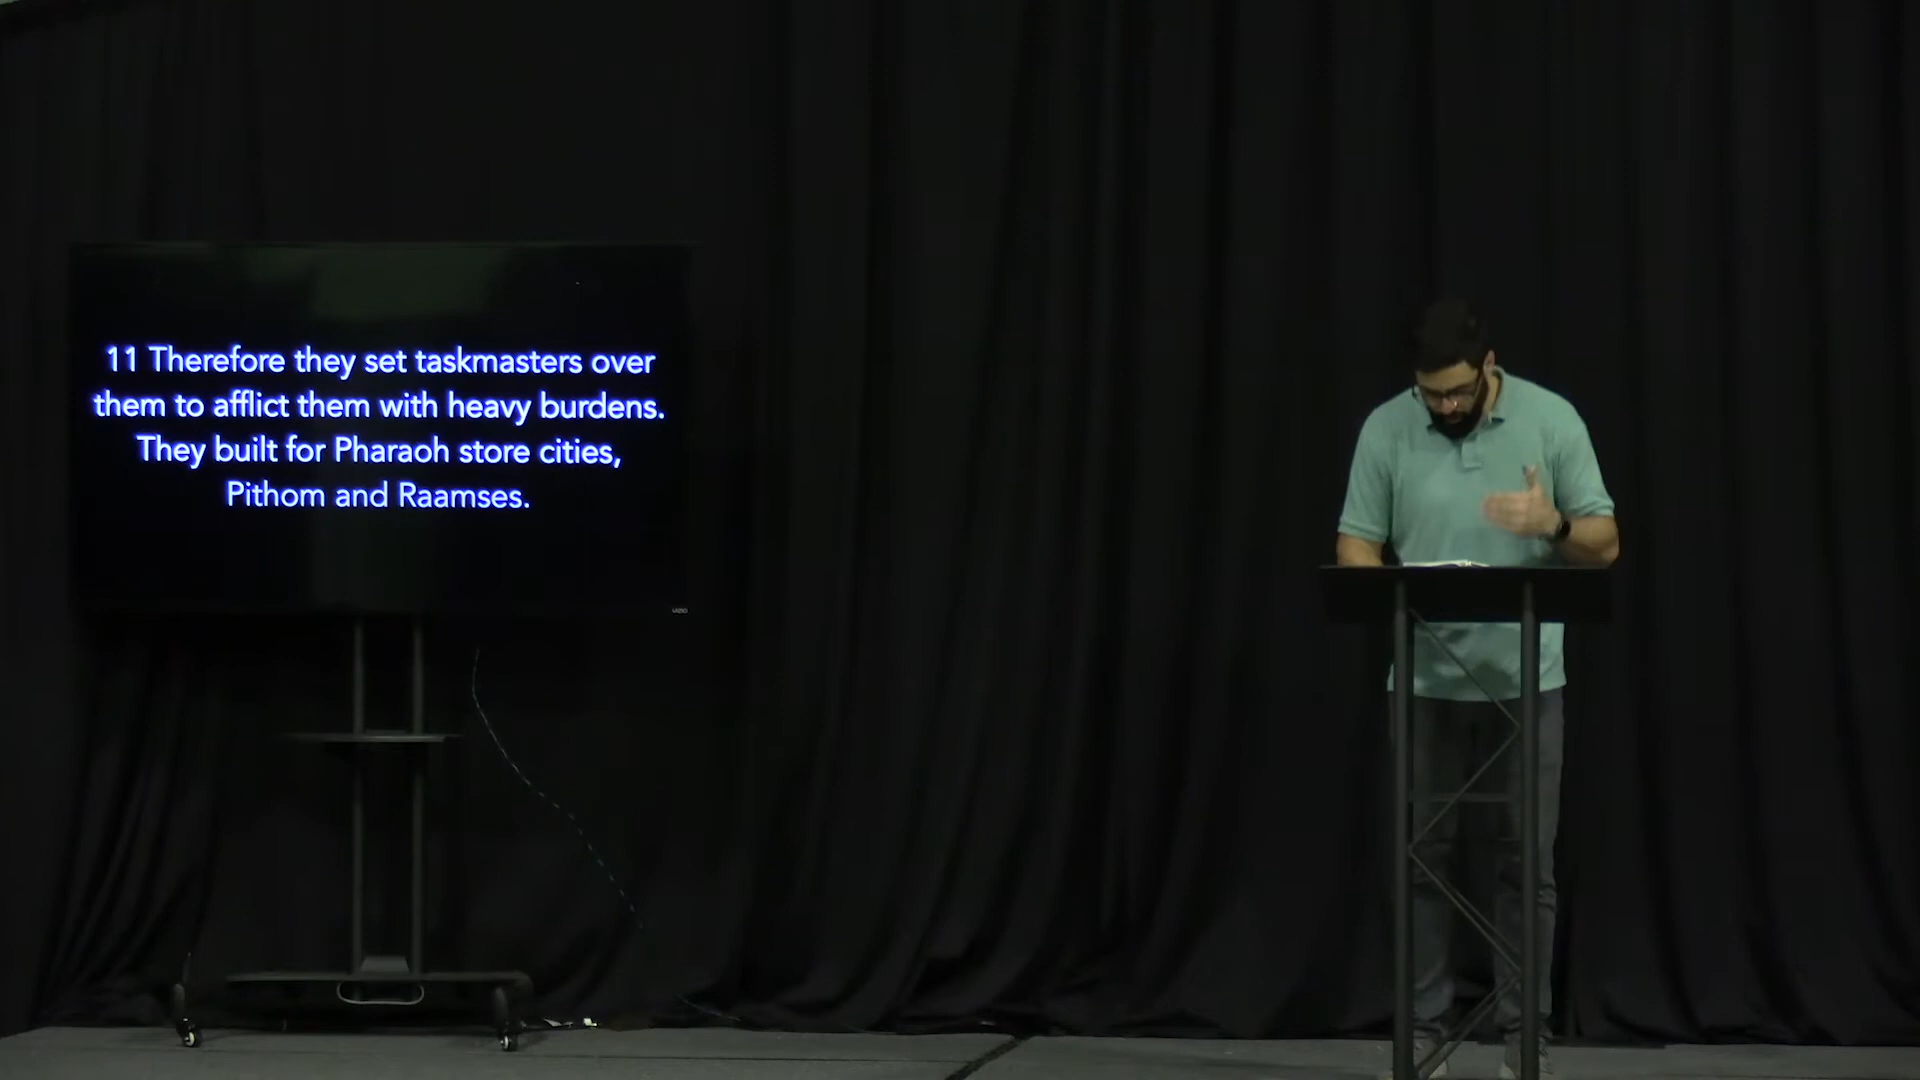 11 Therefore they set taskmasters over
them to afflict them with heavy burdens.
They built for Pharaoh store cities,
Pithom and Raamses.
VIZIO